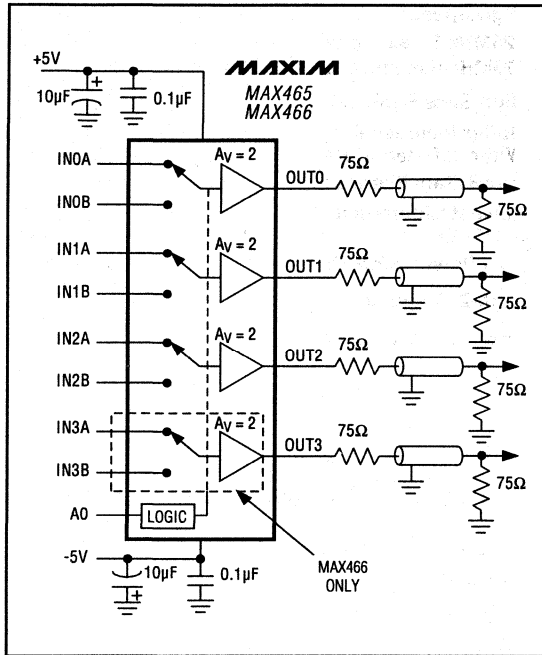 +5V
MAXIM
MAX465
MAX466
10µF
0.1µF
IN0A
AV = 2
OUT0
75Ω
75Ω
IN0B
IN1A
AV = 2
OUT1
75Ω
75Ω
IN1B
IN2A
AV = 2
OUT2
75Ω
75Ω
IN2B
IN3A
AV = 2
OUT3
75Ω
75Ω
IN3B
A0
LOGIC
-5V
10µF
0.1µF
MAX466
ONLY